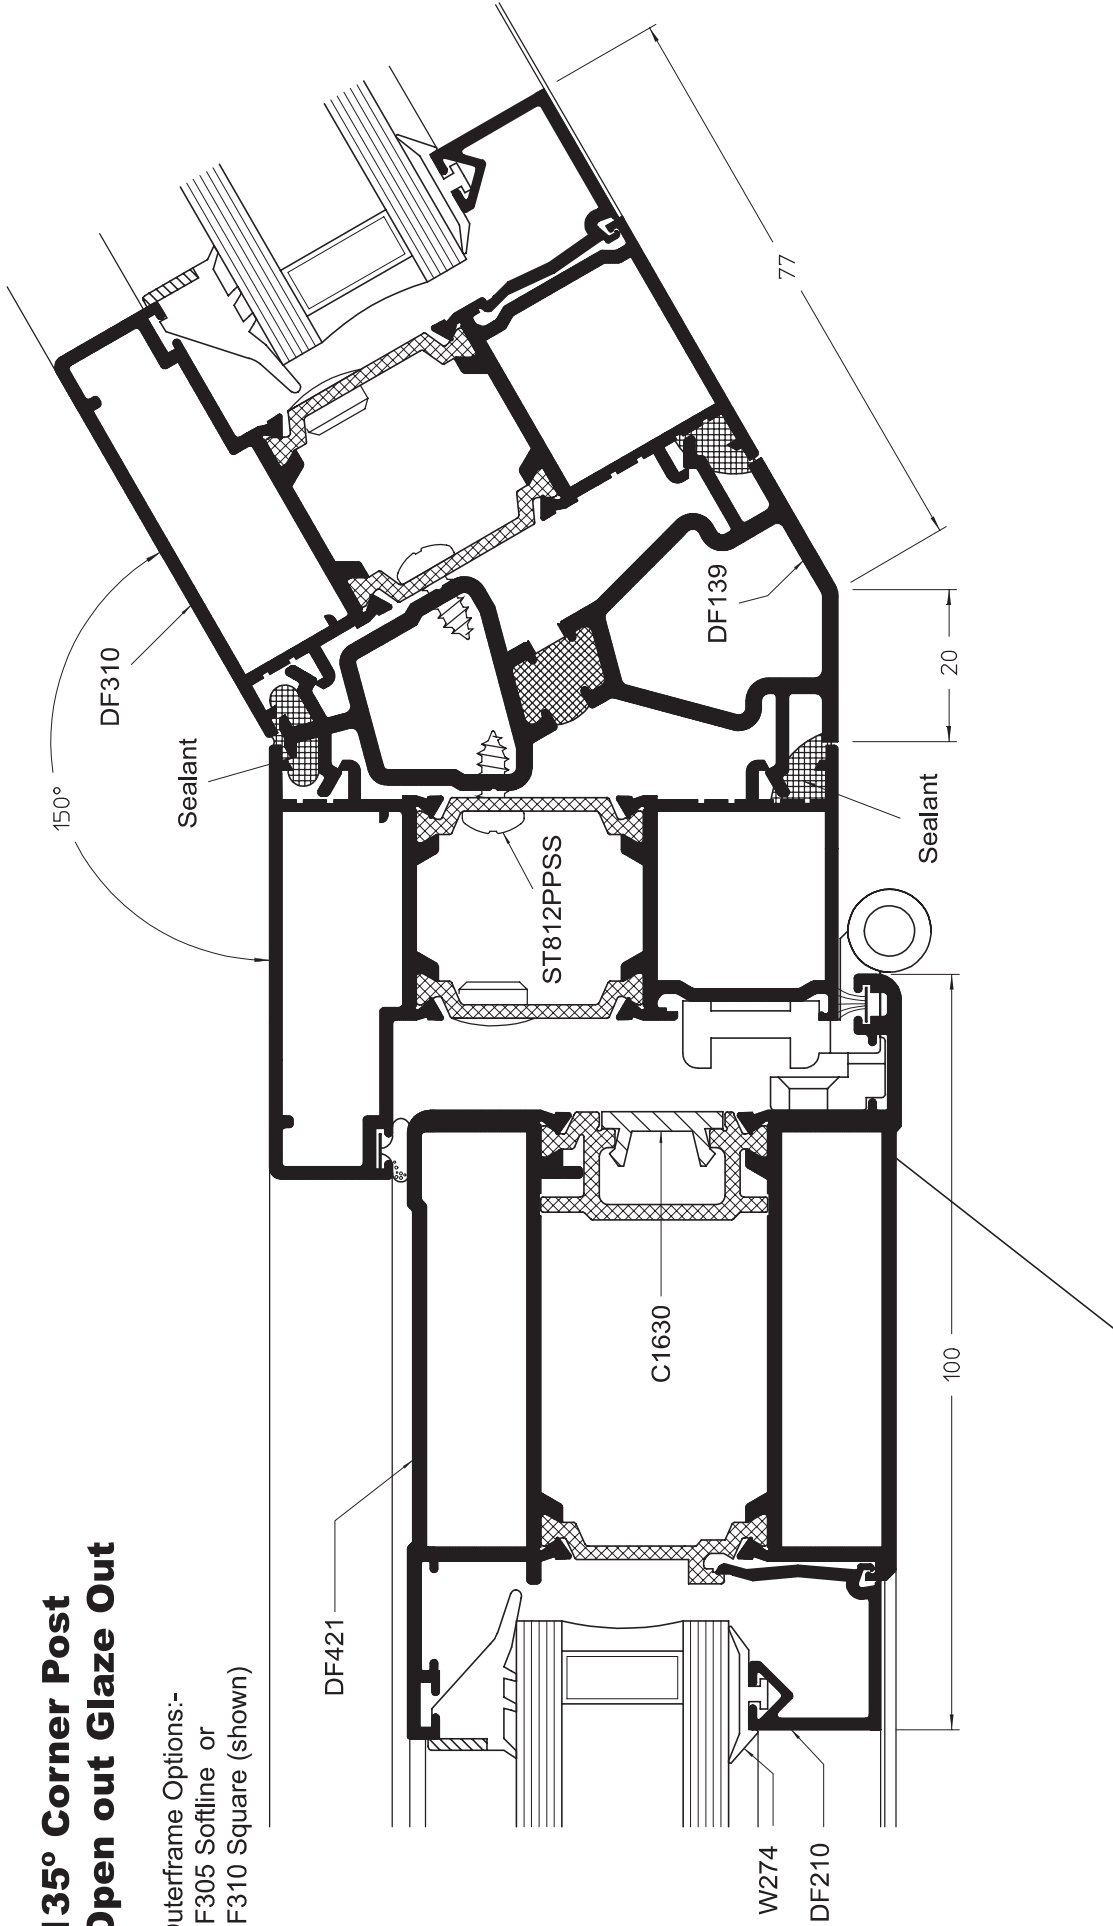 135° Corner Post
Open out Glaze Out
Outerframe Options:-
F305 Softline or
F310 Square (shown)
150°
DF310
Sealant
DF421
ST812PPSS
C1630
DF139
77
20
Sealant
100
W274
DF210